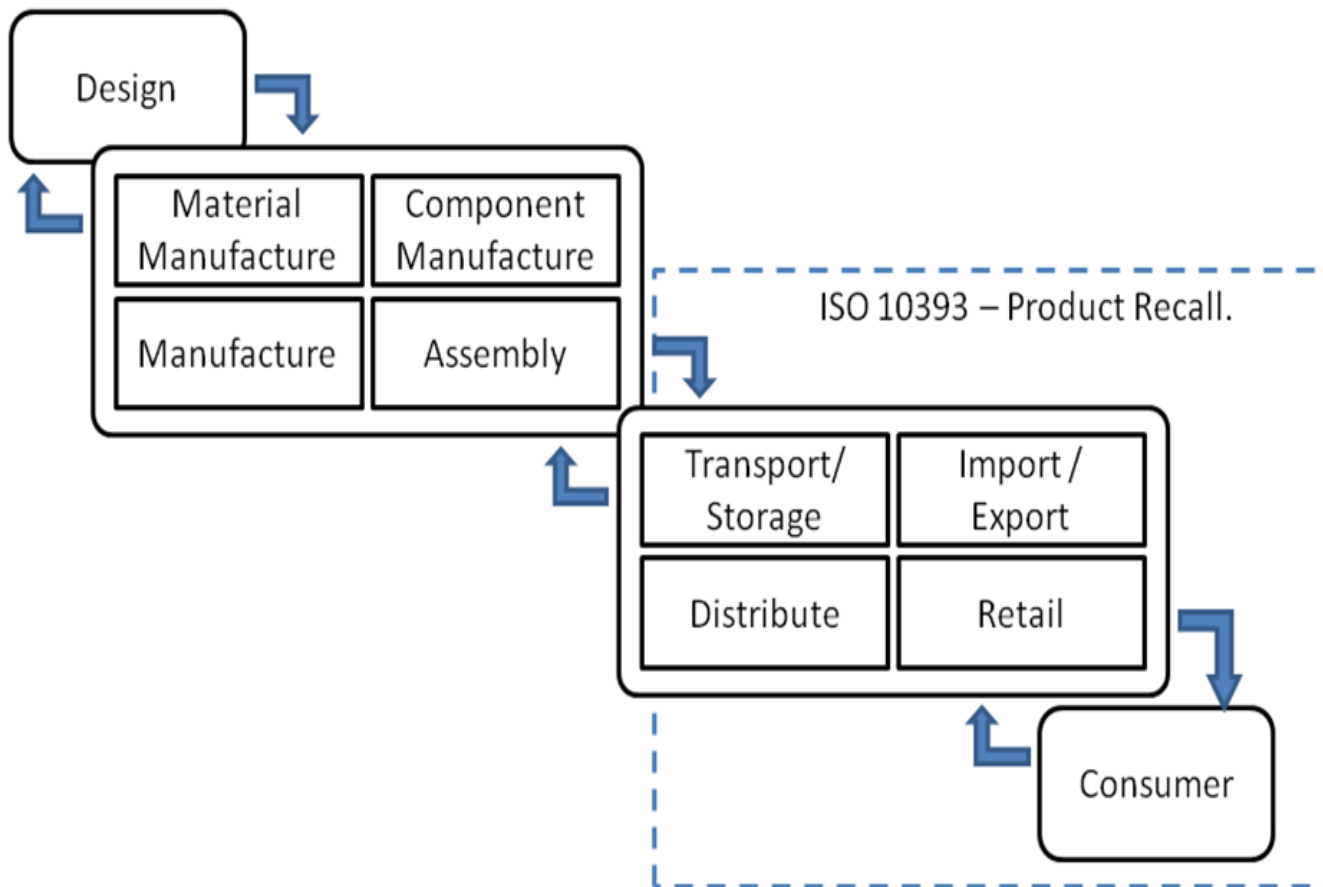 Design
Material
Manufacture
Component
Manufacture
Manufacture
Assembly
ISO 10393 – Product Recall.
Transport/
Storage
Import /
Export
Distribute
Retail
Consumer